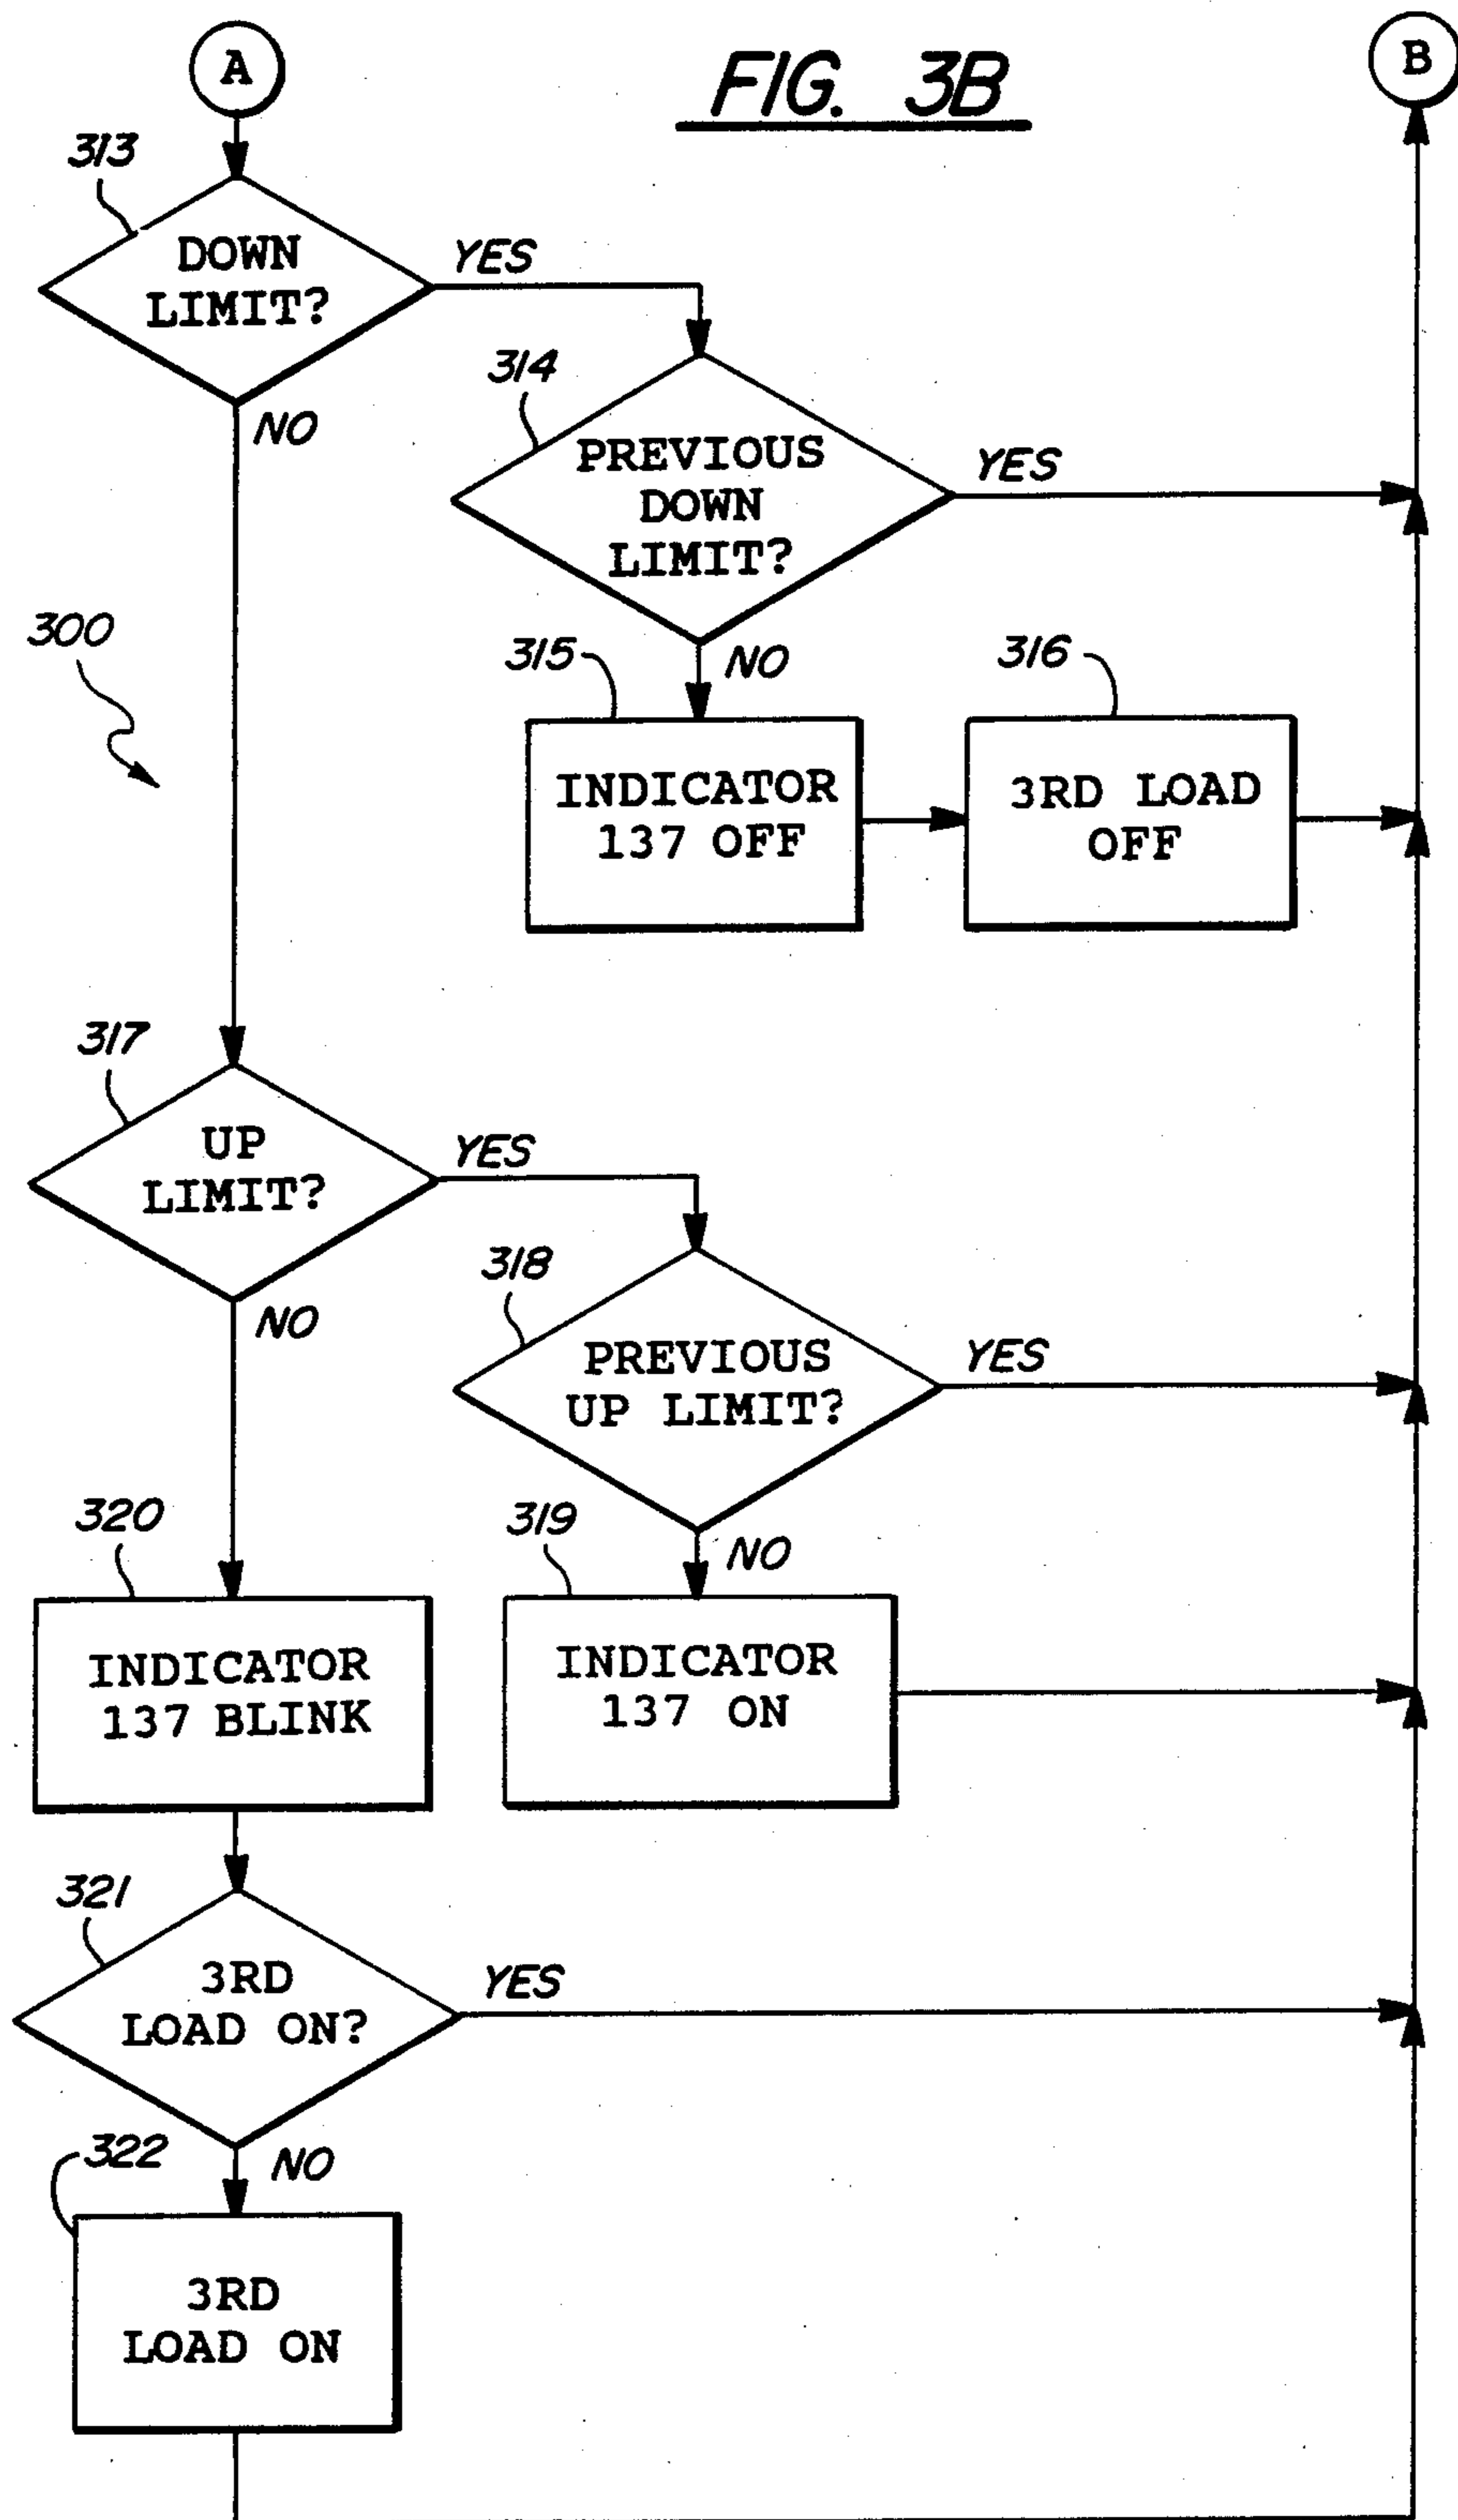 A
FIG. 3B
B
313
DOWN
LIMIT?
YES
NO
314
PREVIOUS
DOWN
LIMIT?
YES
NO
300
315
INDICATOR
137 OFF
316
3RD LOAD
OFF
317
UP
LIMIT?
YES
NO
318
PREVIOUS
UP LIMIT?
YES
NO
320
INDICATOR
137 BLINK
319
INDICATOR
137 ON
321
3RD
LOAD ON?
YES
NO
322
3RD
LOAD ON